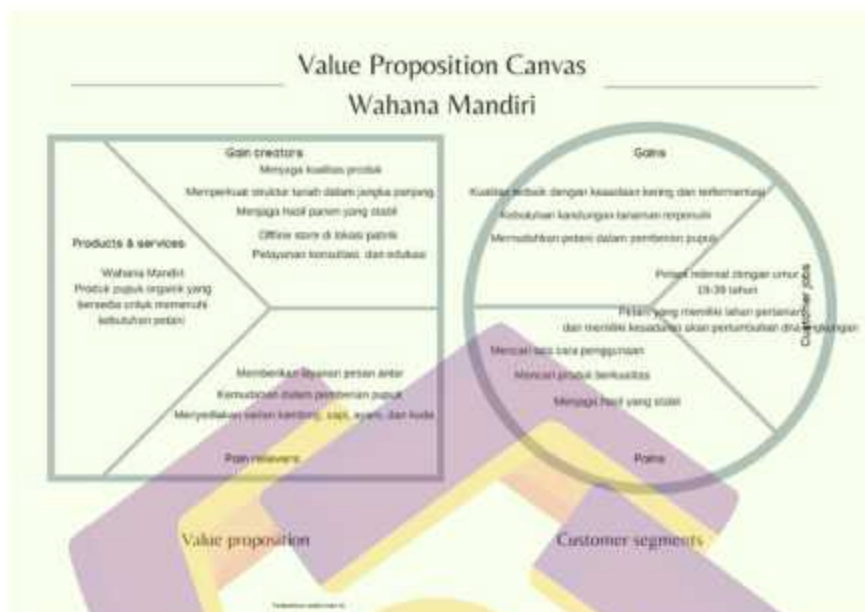 Value Proposition Canvas
Wahana Mandiri
Gain creators
Menjaga kualitas produk
Memperkuat struktur tanah dalam jangka panjang
Menjaga hasil panen yang stabil
Offline store di lokasi pabrik
Pelayanan konsultasi dan edukasi
Products & services
Wahana Mandiri
Produk pupuk organik yang
bersedia untuk memenuhi
kebutuhan petani
Memberikan layanan pesan antar
Kemudahan dalam pemberian pupuk
Menyediakan varian kambing, sapi, ayam, dan kuda
Pain relievers
Value proposition
Gains
Kualitas terbaik dengan keadaan kering dan terfermentasi
Kebutuhan kandungan tanaman terpenuhi
Memudahkan petani dalam pemberian pupuk
Petani milenial dengan umur
19-39 tahun
Petani yang memiliki lahan pertanian
dan memiliki kesadaran akan pertumbuhan lingkungan
Customer jobs
Mencari tata cara penggunaan
Mencari produk berkualitas
Menjaga hasil yang stabil
Pains
Customer segments